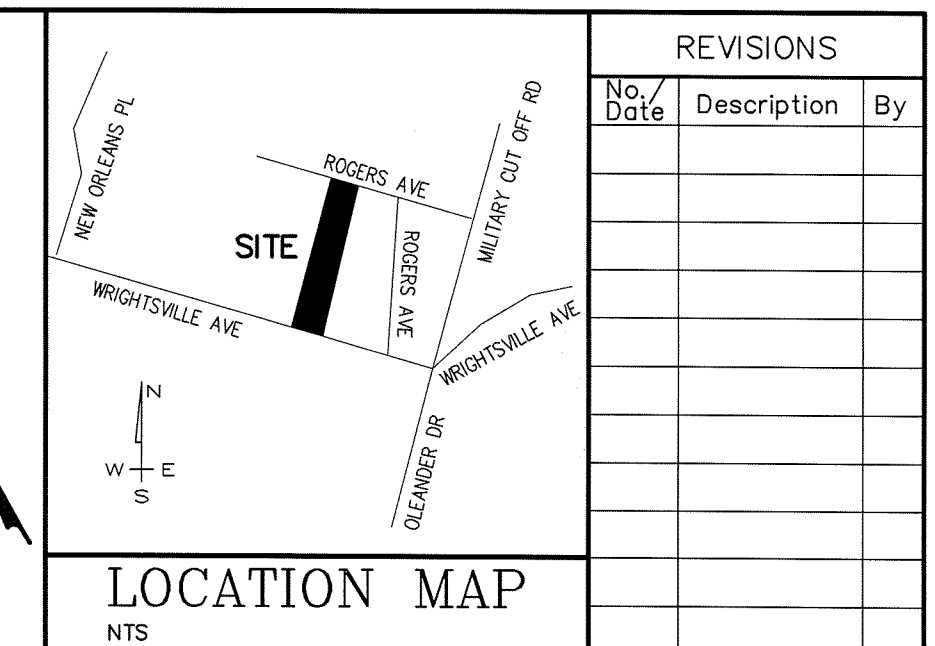 NEW ORLEANS PL
ROGERS AVE
MILITARY CUT OFF RD
SITE
ROGERS AVE
WRIGHTSVILLE AVE
WRIGHTSVILLE AVE
OLEANDER DR
N
W E
S
LOCATION MAP
NTS
REVISIONS
No./
Date
Description
By